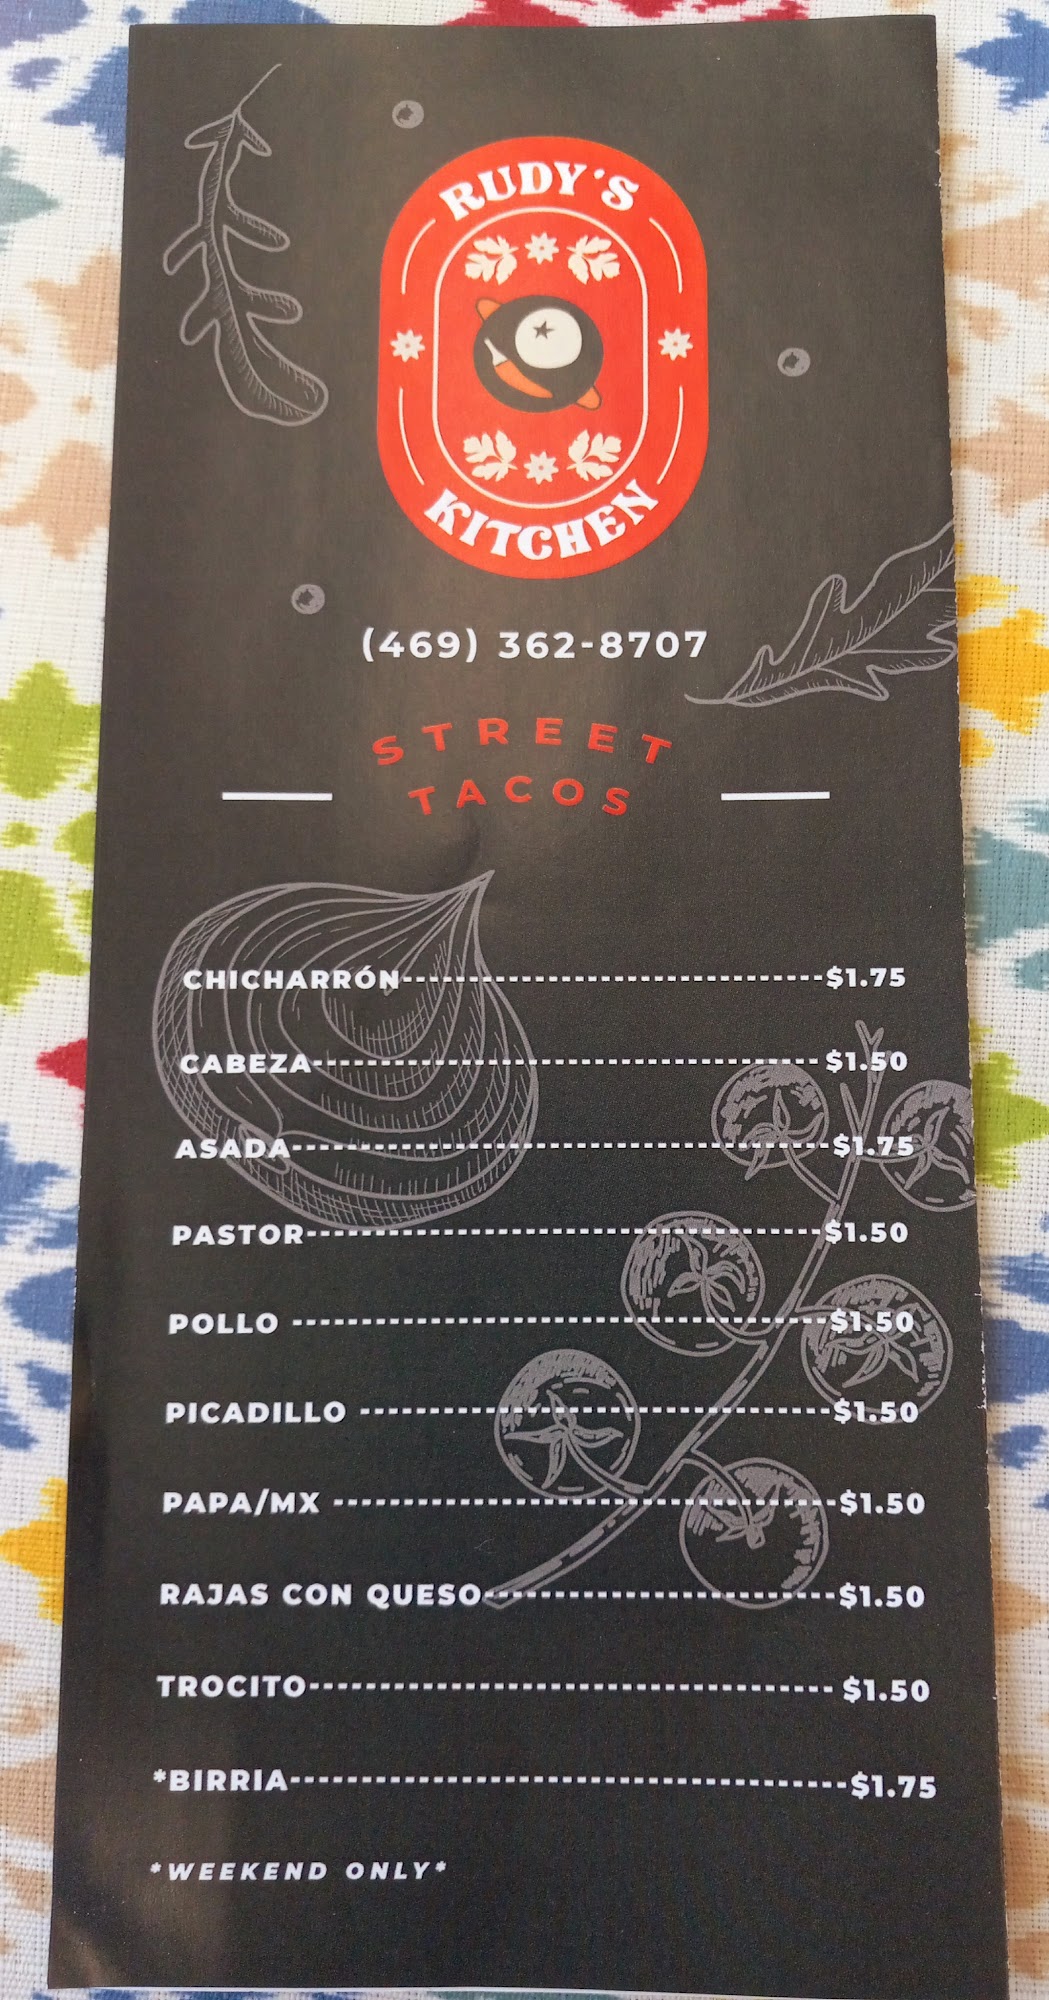 RUDY'S
KITCHEN
(469) 362-8707
STREET
TACOS
CHICHARRÓN------------------------------------$1.75
CABEZA------------------------------------------- $1.50
ASADA----------------------------------------------$1.75
PASTOR--------------------------------------------$1.50
POLLO ----------------------------------------------$1.50
PICADILLO ----------------------------------------$1.50
PAPA/MX -------------------------------------------$1.50
RAJAS CON QUESO------------------------------$1.50
TROCITO--------------------------------------------- $1.50
*BIRRIA------------------------------------------------$1.75
*WEEKEND ONLY*